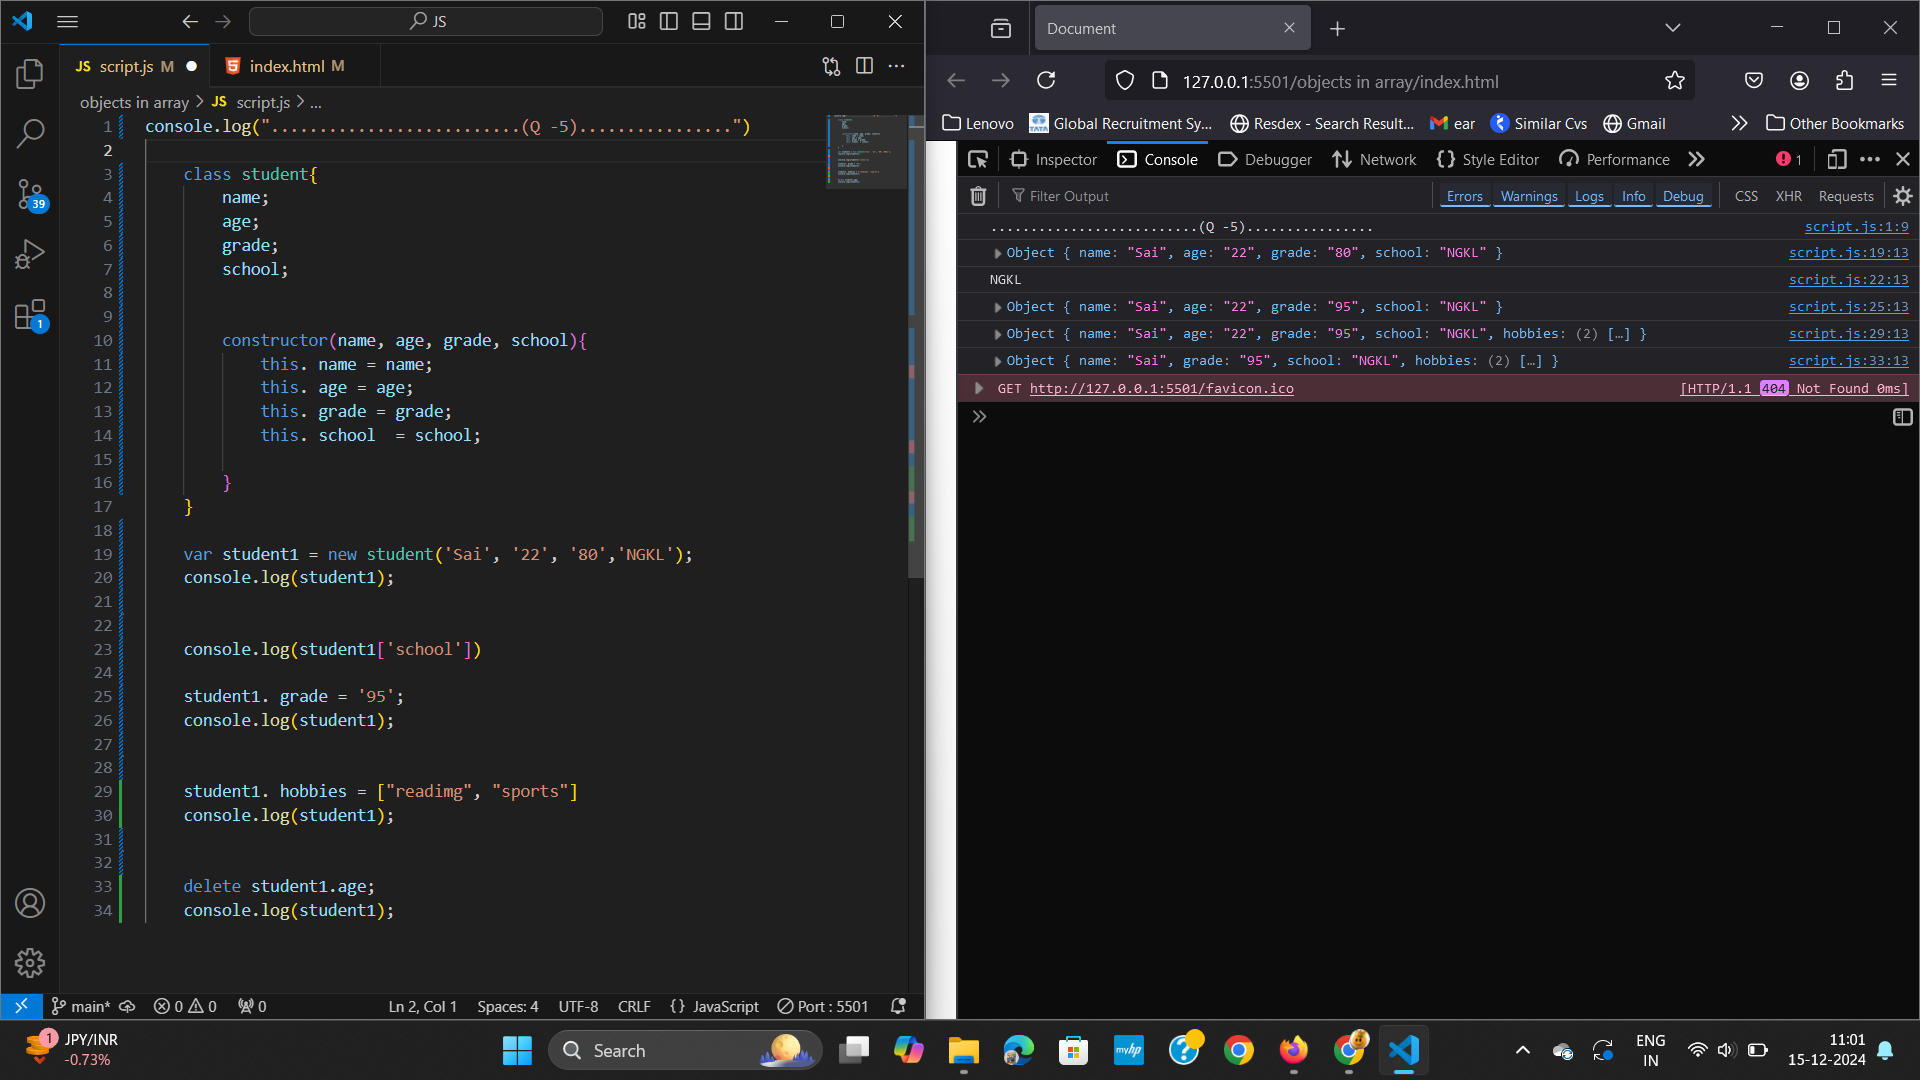 JS
JS script.js M
index.html M
objects in array > JS script.js > ...
1 console.log("..........................(Q -5)................")
2
3 class student{
4 name;
5 age;
6 grade;
7 school;
8
9
10 constructor(name, age, grade, school){
11 this. name = name;
12 this. age = age;
13 this. grade = grade;
14 this. school  = school;
15
16 }
17 }
18
19 var student1 = new student('Sai', '22', '80','NGKL');
20 console.log(student1);
21
22
23 console.log(student1['school'])
24
25 student1. grade = '95';
26 console.log(student1);
27
28
29 student1. hobbies = ["readimg", "sports"]
30 console.log(student1);
31
32
33 delete student1.age;
34 console.log(student1);
39
1
main* 0 0 0 Ln 2, Col 1 Spaces: 4 UTF-8 CRLF {} JavaScript Port : 5501
Document
127.0.0.1:5501/objects in array/index.html
Lenovo TATA Global Recruitment Sy... Resdex - Search Result... ear Similar Cvs Gmail Other Bookmarks
Inspector Console Debugger Network Style Editor Performance 1
Filter Output Errors Warnings Logs Info Debug CSS XHR Requests
..........................(Q -5)................ script.js:1:9
Object { name: "Sai", age: "22", grade: "80", school: "NGKL" } script.js:19:13
NGKL script.js:22:13
Object { name: "Sai", age: "22", grade: "95", school: "NGKL" } script.js:25:13
Object { name: "Sai", age: "22", grade: "95", school: "NGKL", hobbies: (2) […] } script.js:29:13
Object { name: "Sai", grade: "95", school: "NGKL", hobbies: (2) […] } script.js:33:13
GET http://127.0.0.1:5501/favicon.ico [HTTP/1.1 404 Not Found 0ms]
1 JPY/INR
-0.73%
Search
myhp
ENG
IN
11:01
15-12-2024